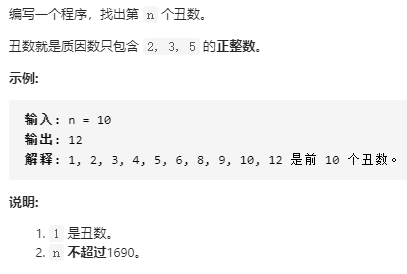 编写一个程序，找出第 n 个丑数。
丑数就是质因数只包含 2, 3, 5 的正整数。
示例:
输入: n = 10
输出: 12
解释: 1, 2, 3, 4, 5, 6, 8, 9, 10, 12 是前 10 个丑数。
说明:
1. 1 是丑数。
2. n 不超过1690。